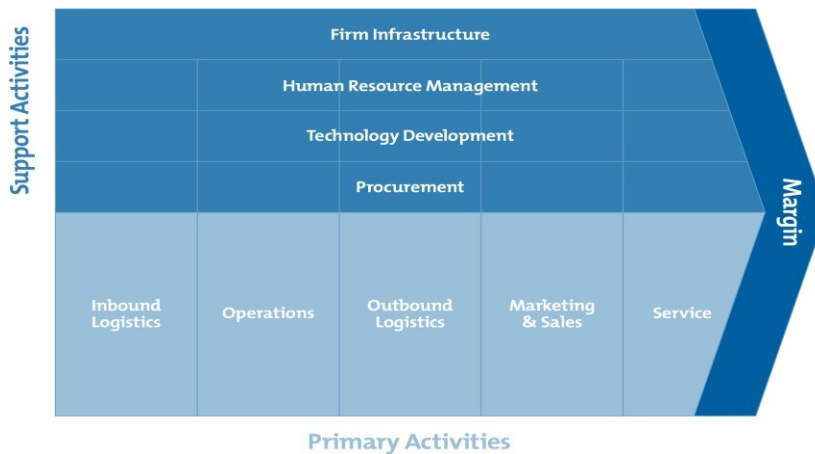 Support Activities
Firm Infrastructure
Human Resource Management
Technology Development
Procurement
Inbound
Logistics
Operations
Outbound
Logistics
Marketing
& Sales
Service
Margin
Primary Activities